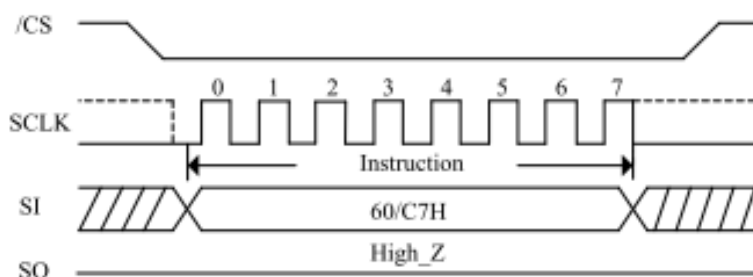 /CS
0 1 2 3 4 5 6 7
SCLK
Instruction
SI 60/C7H
High_Z
SO